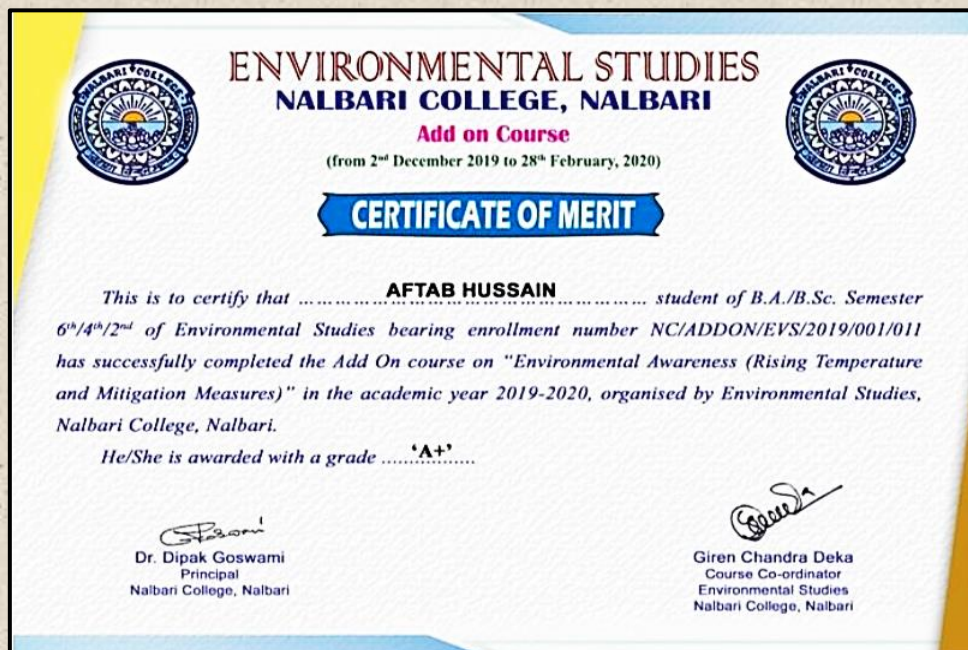 NALBARI COLLEGE
ENVIRONMENTAL STUDIES
NALBARI COLLEGE, NALBARI
Add on Course
(from 2nd December 2019 to 28th February, 2020)
NALBARI COLLEGE
CERTIFICATE OF MERIT
This is to certify that ........ AFTAB HUSSAIN ........ student of B.A./B.Sc. Semester
6th/4th/2nd of Environmental Studies bearing enrollment number NC/ADDON/EVS/2019/001/011
has successfully completed the Add On course on "Environmental Awareness (Rising Temperature
and Mitigation Measures)" in the academic year 2019-2020, organised by Environmental Studies,
Nalbari College, Nalbari.
He/She is awarded with a grade ......'A+'......
Dr. Dipak Goswami
Principal
Nalbari College, Nalbari
Giren Chandra Deka
Course Co-ordinator
Environmental Studies
Nalbari College, Nalbari